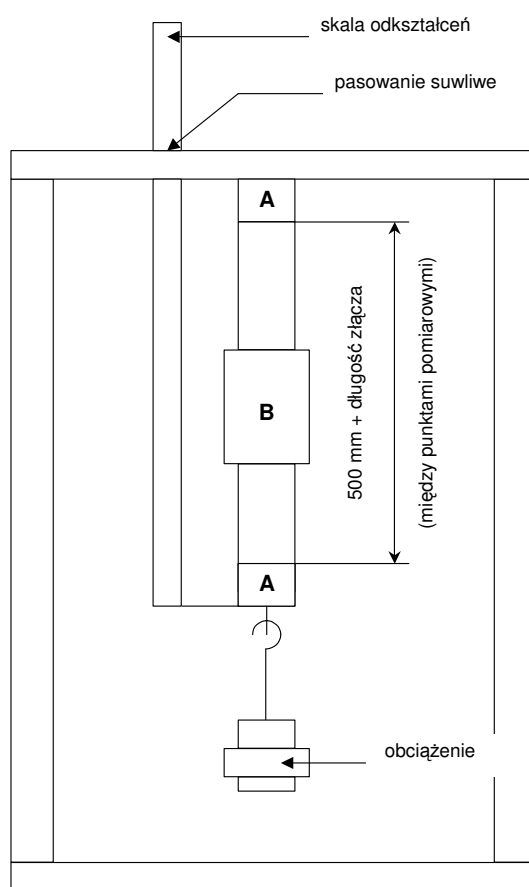 skala odkształceń
pasowanie suwliwe
A
500 mm + długość złącza
(między punktami pomiarowymi)
B
A
obciążenie